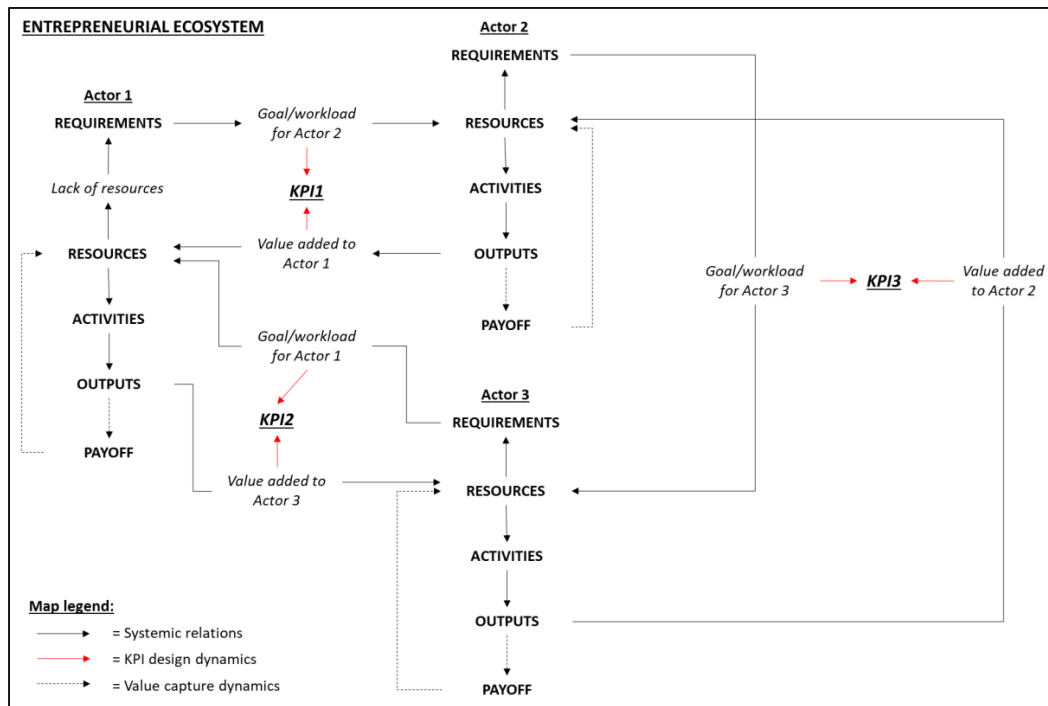 ENTREPRENEURIAL ECOSYSTEM
Actor 1
REQUIREMENTS
Lack of resources
RESOURCES
ACTIVITIES
OUTPUTS
PAYOFF
Goal/workload
for Actor 2
KPI1
Value added to
Actor 1
Goal/workload
for Actor 1
KPI2
Value added to
Actor 3
Actor 2
REQUIREMENTS
RESOURCES
ACTIVITIES
OUTPUTS
PAYOFF
Actor 3
REQUIREMENTS
RESOURCES
ACTIVITIES
OUTPUTS
PAYOFF
Goal/workload
for Actor 3
KPI3
Value added
to Actor 2
Map legend:
= Systemic relations
= KPI design dynamics
= Value capture dynamics